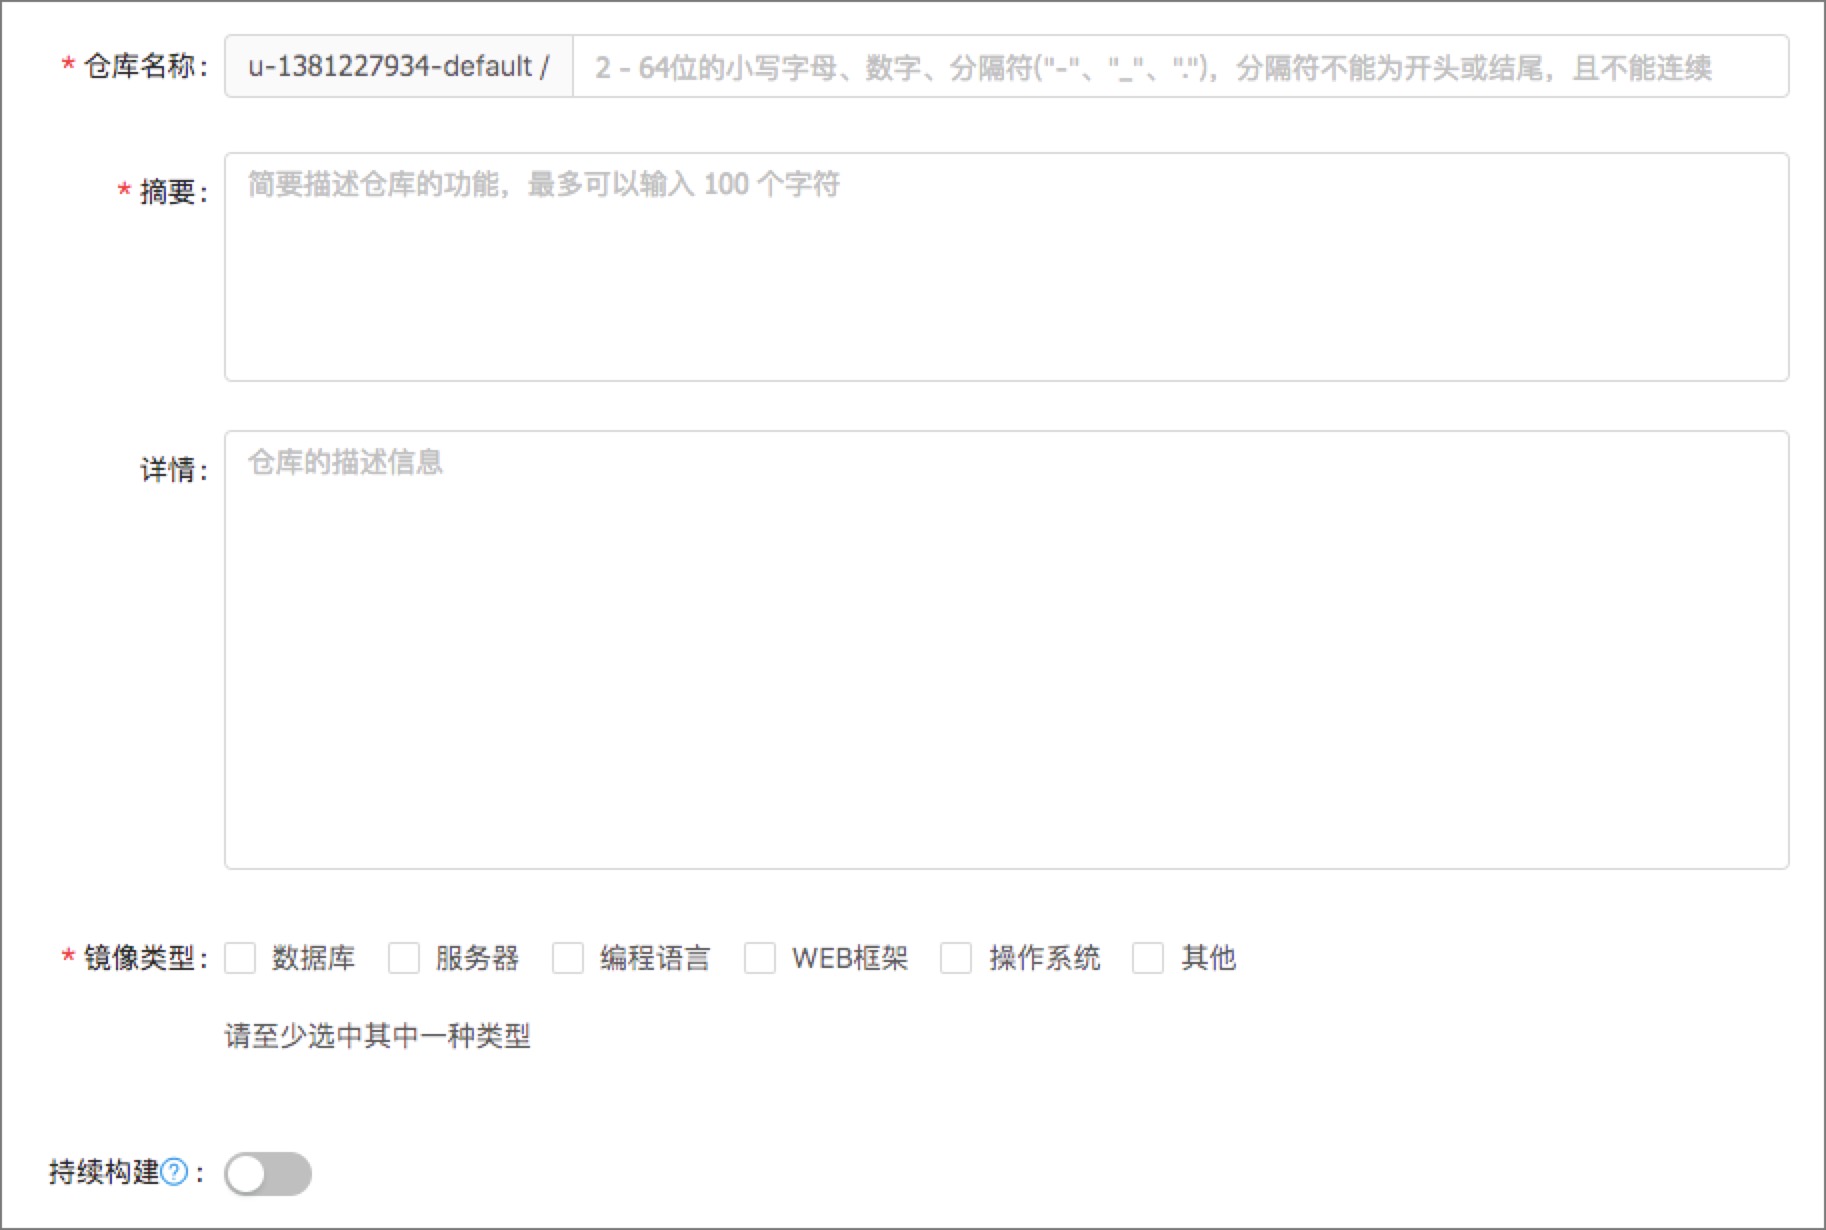 * 仓库名称： u-1381227934-default / 2 - 64位的小写字母、数字、分隔符("-"、"_"、".")，分隔符不能为开头或结尾，且不能连续
* 摘要： 简要描述仓库的功能，最多可以输入 100 个字符
详情： 仓库的描述信息
* 镜像类型： 数据库 服务器 编程语言 WEB框架 操作系统 其他
请至少选中其中一种类型
持续构建?：